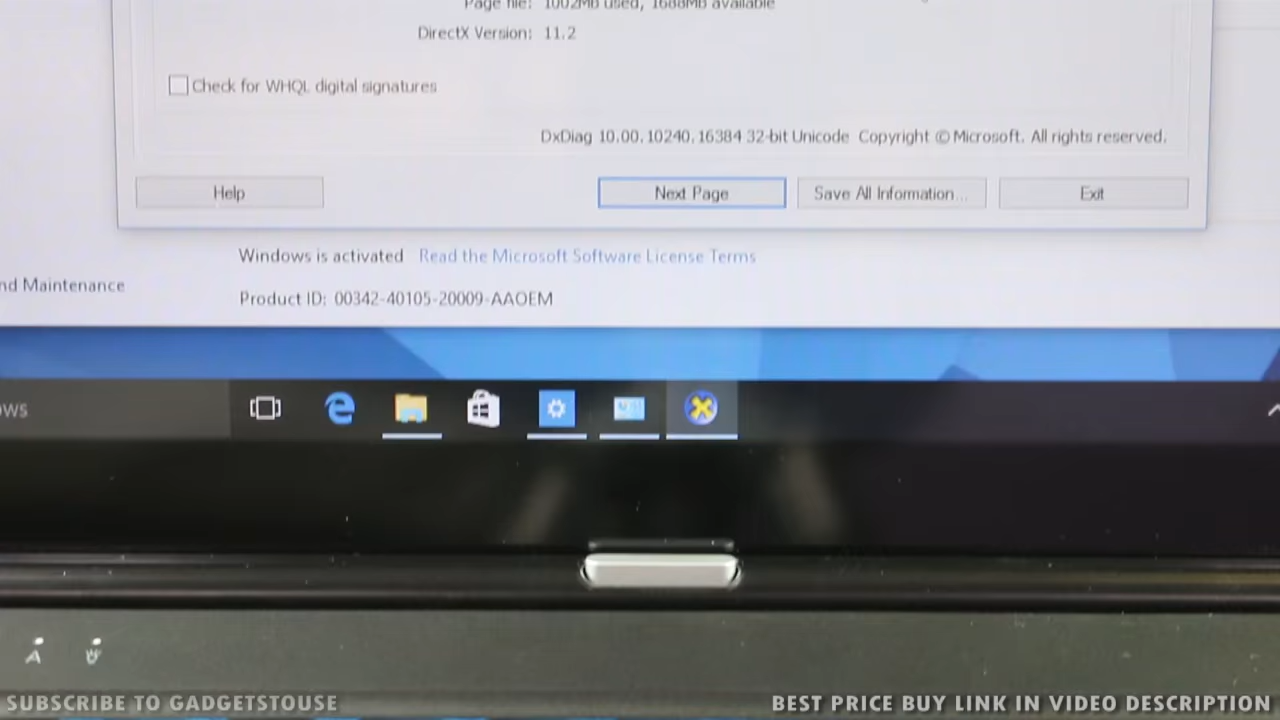 Page file: 1002MB used, 1688MB available
DirectX Version: 11.2
Check for WHQL digital signatures
DxDiag 10.00.10240.16384 32-bit Unicode Copyright © Microsoft. All rights reserved.
Help Next Page Save All Information... Exit
Windows is activated Read the Microsoft Software License Terms
nd Maintenance
Product ID: 00342-40105-20009-AAOEM
ows
A
SUBSCRIBE TO GADGETSTOUSE
BEST PRICE BUY LINK IN VIDEO DESCRIPTION